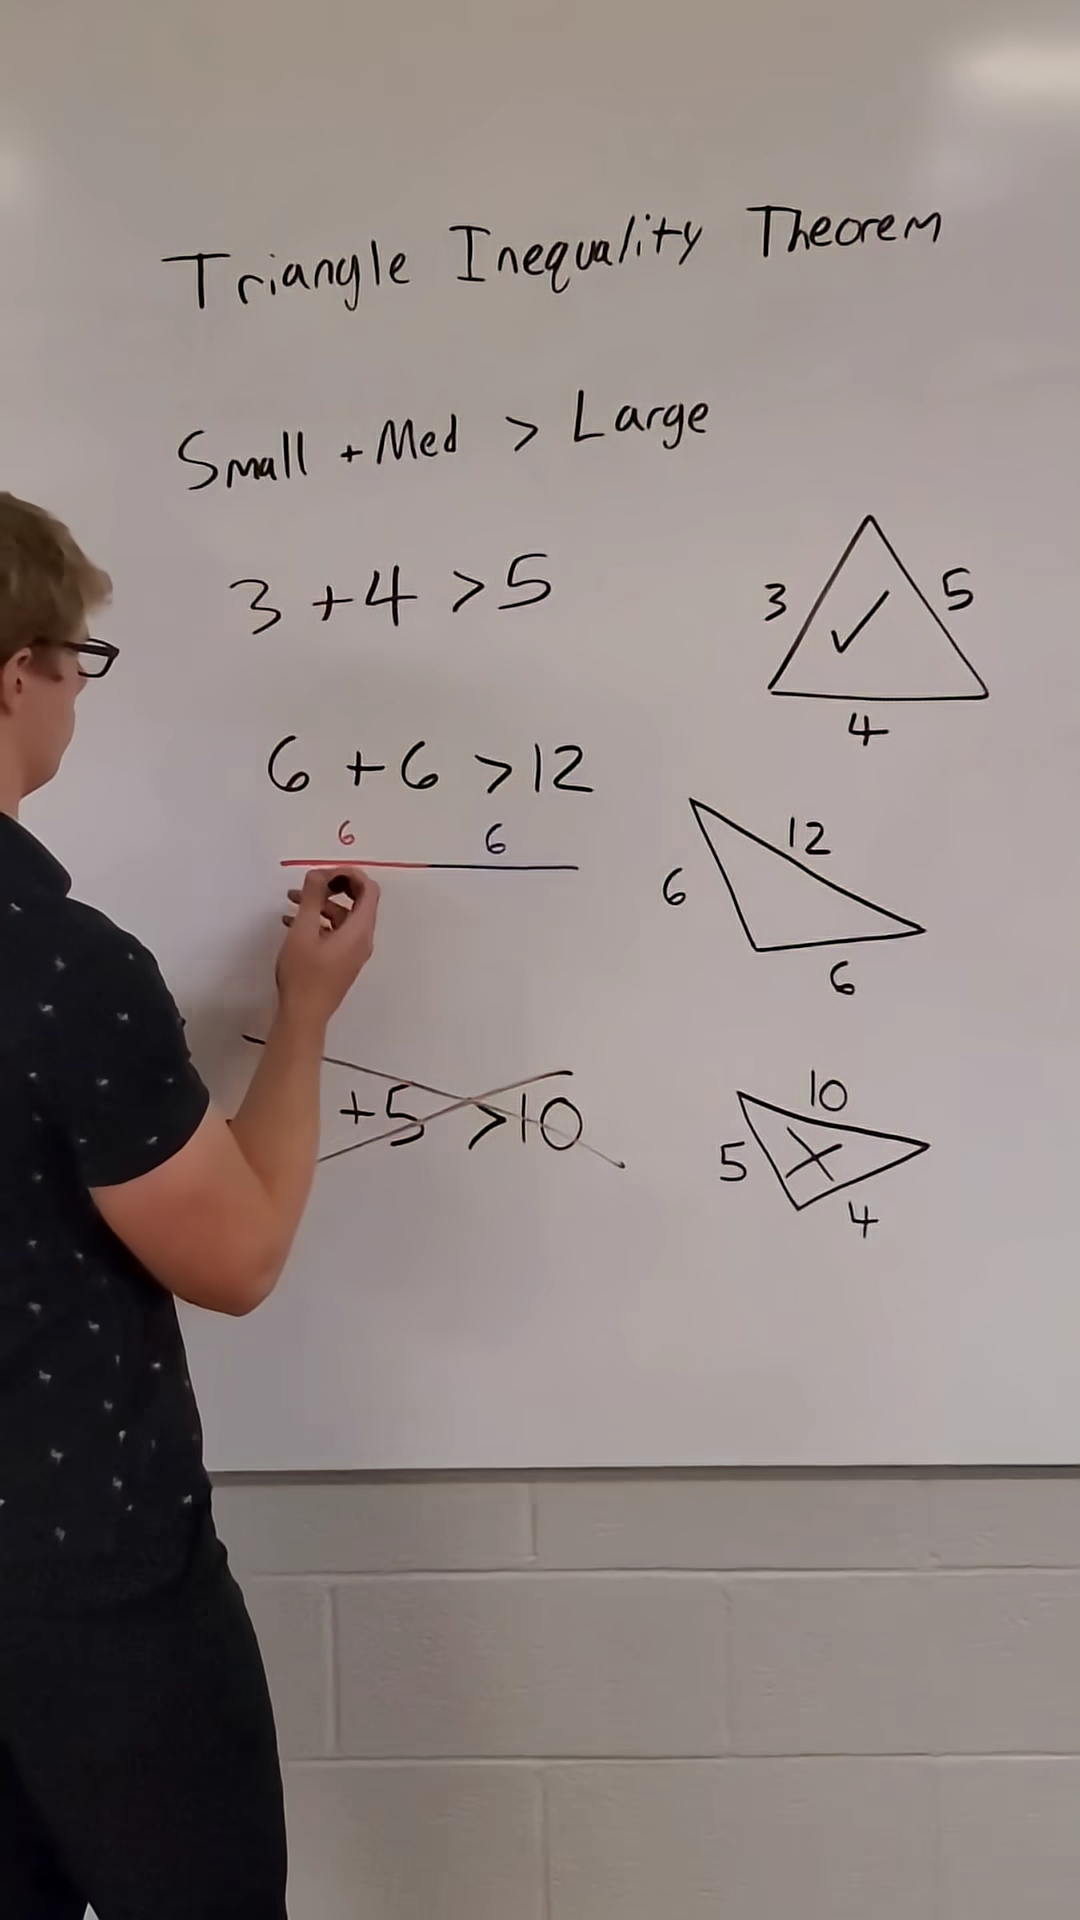 Triangle Inequality Theorem
Small + Med > Large
3 + 4 > 5
3
5
4
6 + 6 > 12
6 6
12
6
6
+5 >10
10
5
4